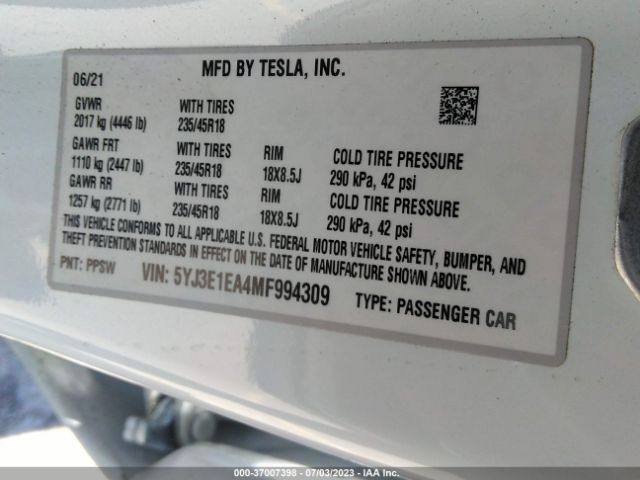 06/21 MFD BY TESLA, INC.
GVWR WITH TIRES
2017 kg (4446 lb) 235/45R18
GAWR FRT WITH TIRES RIM COLD TIRE PRESSURE
1110 kg (2447 lb) 235/45R18 18X8.5J 290 kPa, 42 psi
GAWR RR WITH TIRES RIM COLD TIRE PRESSURE
1257 kg (2771 lb) 235/45R18 18X8.5J 290 kPa, 42 psi
THIS VEHICLE CONFORMS TO ALL APPLICABLE U.S. FEDERAL MOTOR VEHICLE SAFETY, BUMPER, AND
THEFT PREVENTION STANDARDS IN EFFECT ON THE DATE OF MANUFACTURE SHOWN ABOVE.
PNT: PPSW VIN: 5YJ3E1EA4MF994309 TYPE: PASSENGER CAR
000-37007398 - 07/03/2023 - IAA Inc.